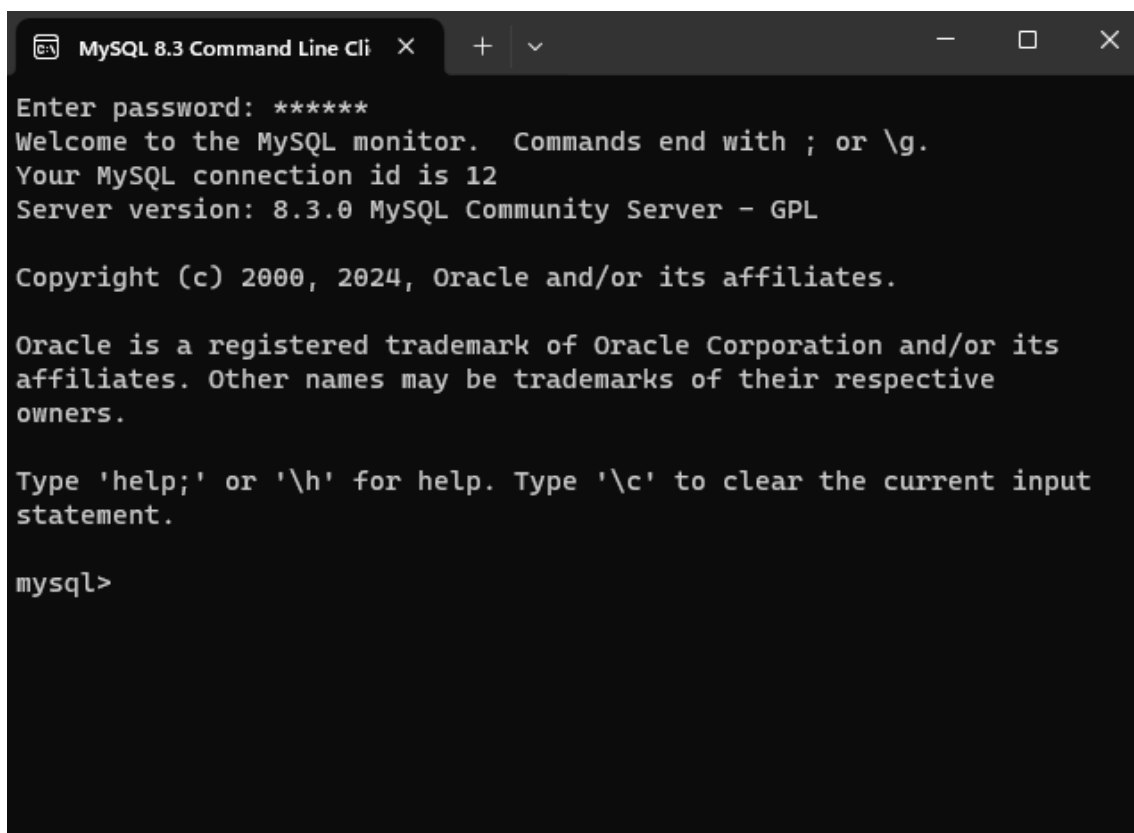 MySQL 8.3 Command Line Cli
Enter password: ******
Welcome to the MySQL monitor.  Commands end with ; or \g.
Your MySQL connection id is 12
Server version: 8.3.0 MySQL Community Server - GPL
Copyright (c) 2000, 2024, Oracle and/or its affiliates.
Oracle is a registered trademark of Oracle Corporation and/or its
affiliates. Other names may be trademarks of their respective
owners.
Type 'help;' or '\h' for help. Type '\c' to clear the current input
statement.
mysql>